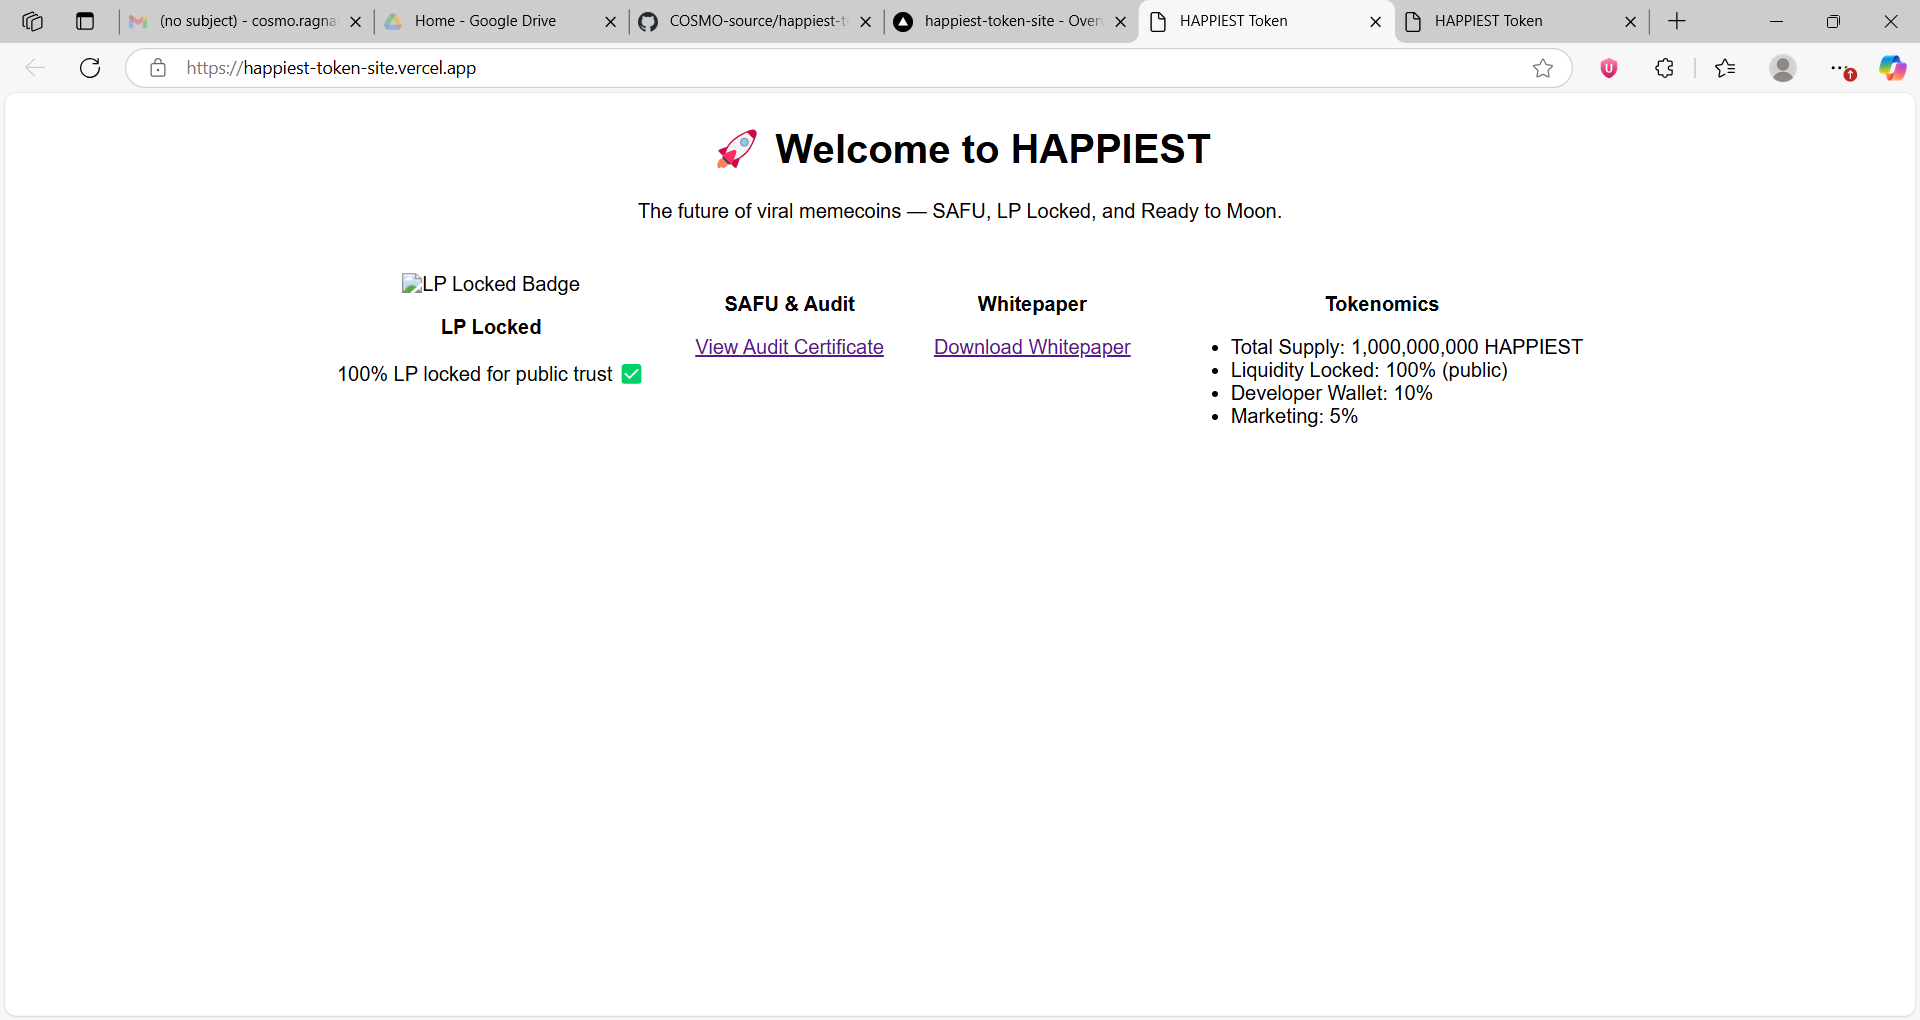 (no subject) - cosmo.ragna
Home - Google Drive
COSMO-source/happiest-t
happiest-token-site - Over
HAPPIEST Token
HAPPIEST Token
https://happiest-token-site.vercel.app
🚀 Welcome to HAPPIEST
The future of viral memecoins — SAFU, LP Locked, and Ready to Moon.
LP Locked Badge
LP Locked
100% LP locked for public trust ✅
SAFU & Audit
View Audit Certificate
Whitepaper
Download Whitepaper
Tokenomics
• Total Supply: 1,000,000,000 HAPPIEST
• Liquidity Locked: 100% (public)
• Developer Wallet: 10%
• Marketing: 5%